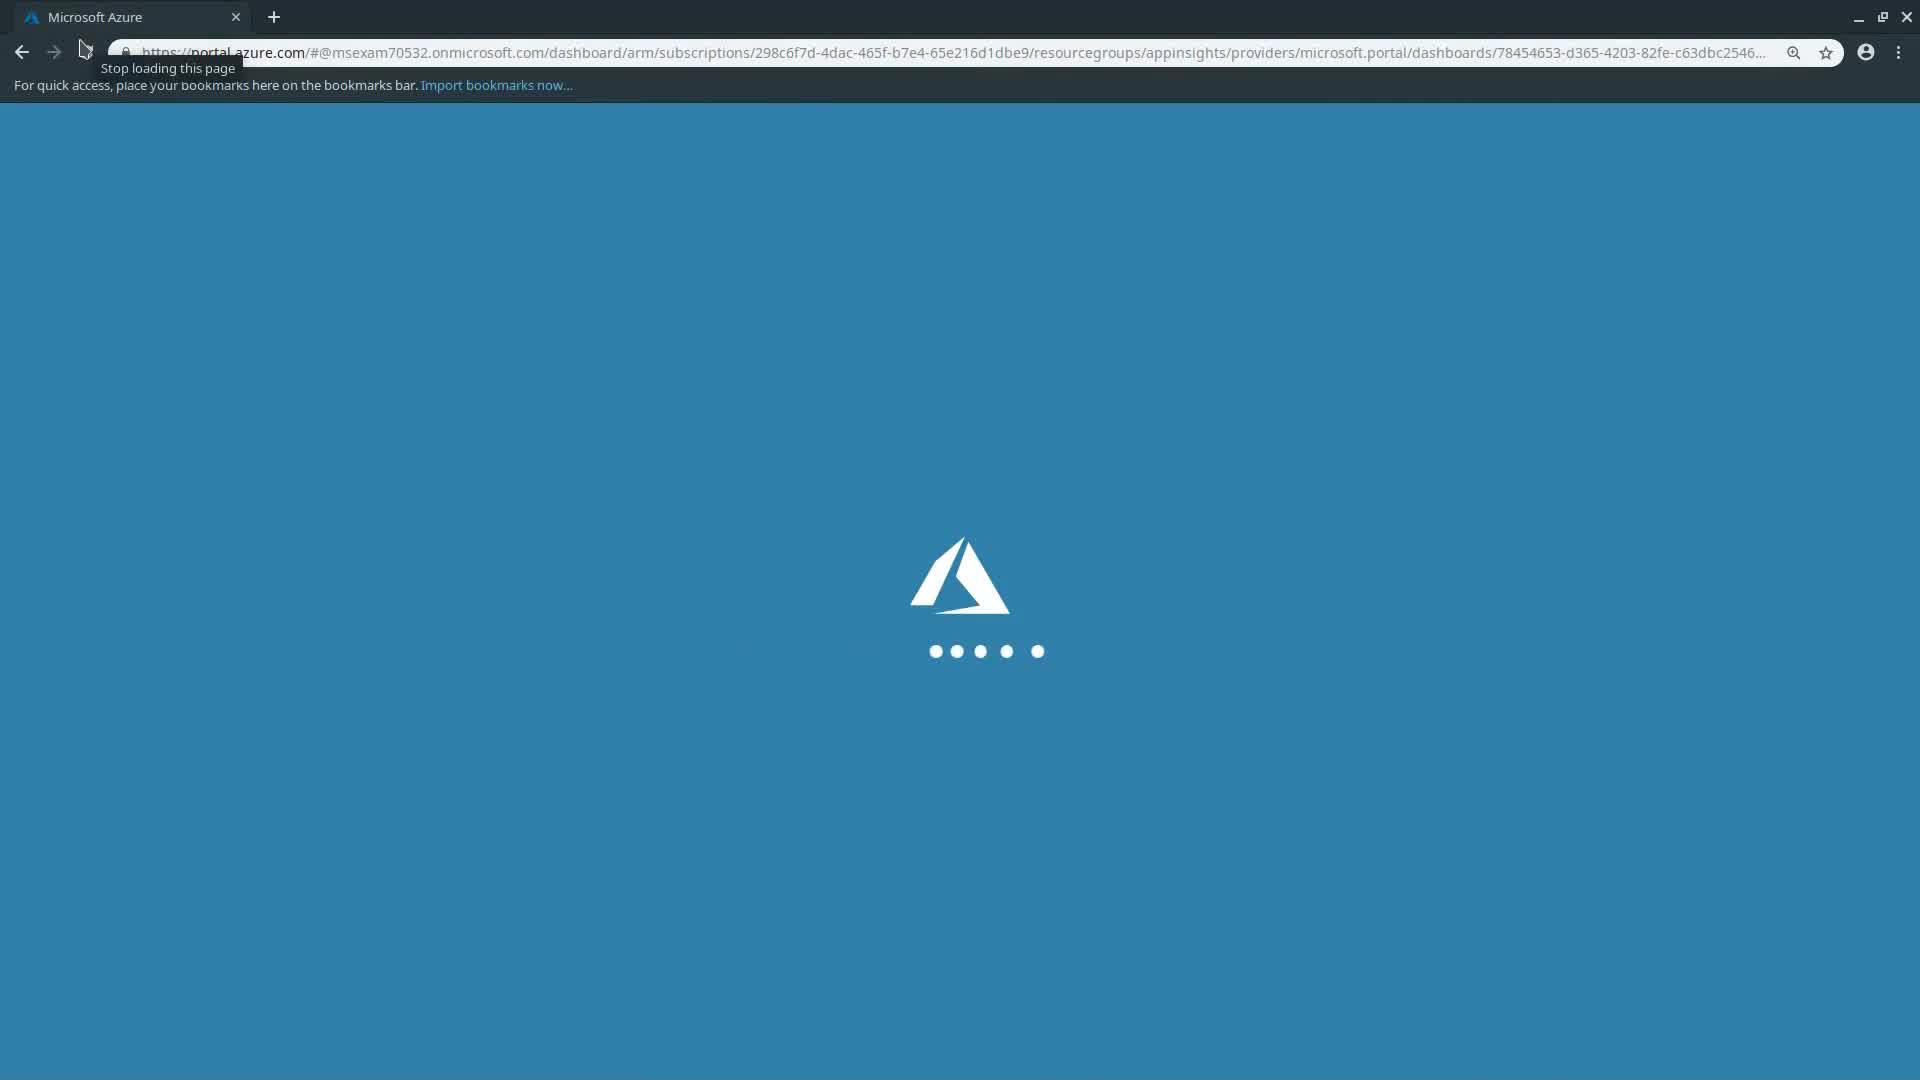 Microsoft Azure
https://portal.azure.com/#@msexam70532.onmicrosoft.com/dashboard/arm/subscriptions/298c6f7d-4dac-465f-b7e4-65e216d1dbe9/resourcegroups/appinsights/providers/microsoft.portal/dashboards/78454653-d365-4203-82fe-c63dbc2546...
Stop loading this page
For quick access, place your bookmarks here on the bookmarks bar. Import bookmarks now...